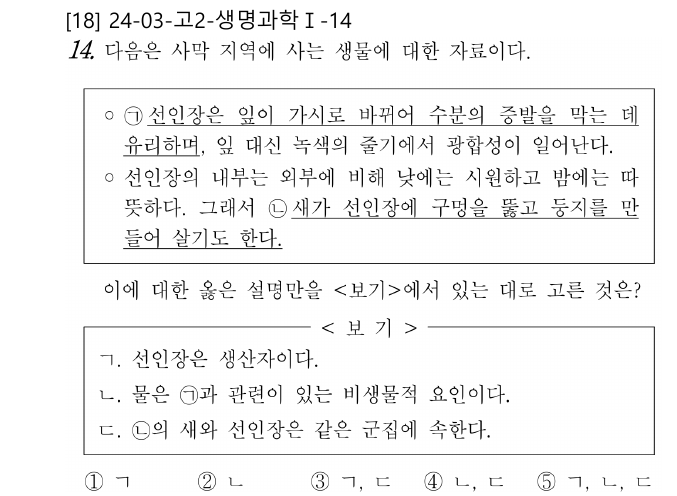 [18] 24-03-고2-생명과학Ⅰ-14
14. 다음은 사막 지역에 사는 생물에 대한 자료이다.
○ ㉠ 선인장은 잎이 가시로 바뀌어 수분의 증발을 막는 데
유리하며, 잎 대신 녹색의 줄기에서 광합성이 일어난다.
○ 선인장의 내부는 외부에 비해 낮에는 시원하고 밤에는 따
뜻하다. 그래서 ㉡ 새가 선인장에 구멍을 뚫고 둥지를 만
들어 살기도 한다.
이에 대한 옳은 설명만을 <보기>에서 있는 대로 고른 것은?
< 보 기 >
ㄱ. 선인장은 생산자이다.
ㄴ. 물은 ㉠과 관련이 있는 비생물적 요인이다.
ㄷ. ㉡의 새와 선인장은 같은 군집에 속한다.
① ㄱ ② ㄴ ③ ㄱ, ㄷ ④ ㄴ, ㄷ ⑤ ㄱ, ㄴ, ㄷ